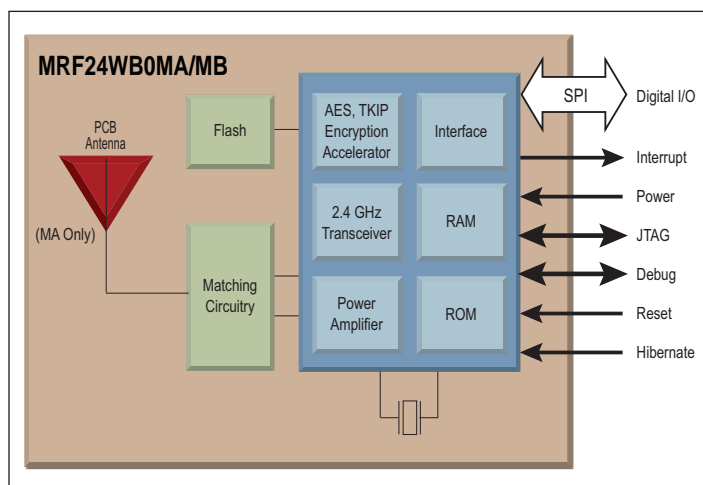 MRF24WB0MA/MB
PCB
Antenna
(MA Only)
Flash
Matching
Circuitry
AES, TKIP
Encryption
Accelerator
Interface
2.4 GHz
Transceiver
RAM
Power
Amplifier
ROM
SPI
Digital I/O
Interrupt
Power
JTAG
Debug
Reset
Hibernate